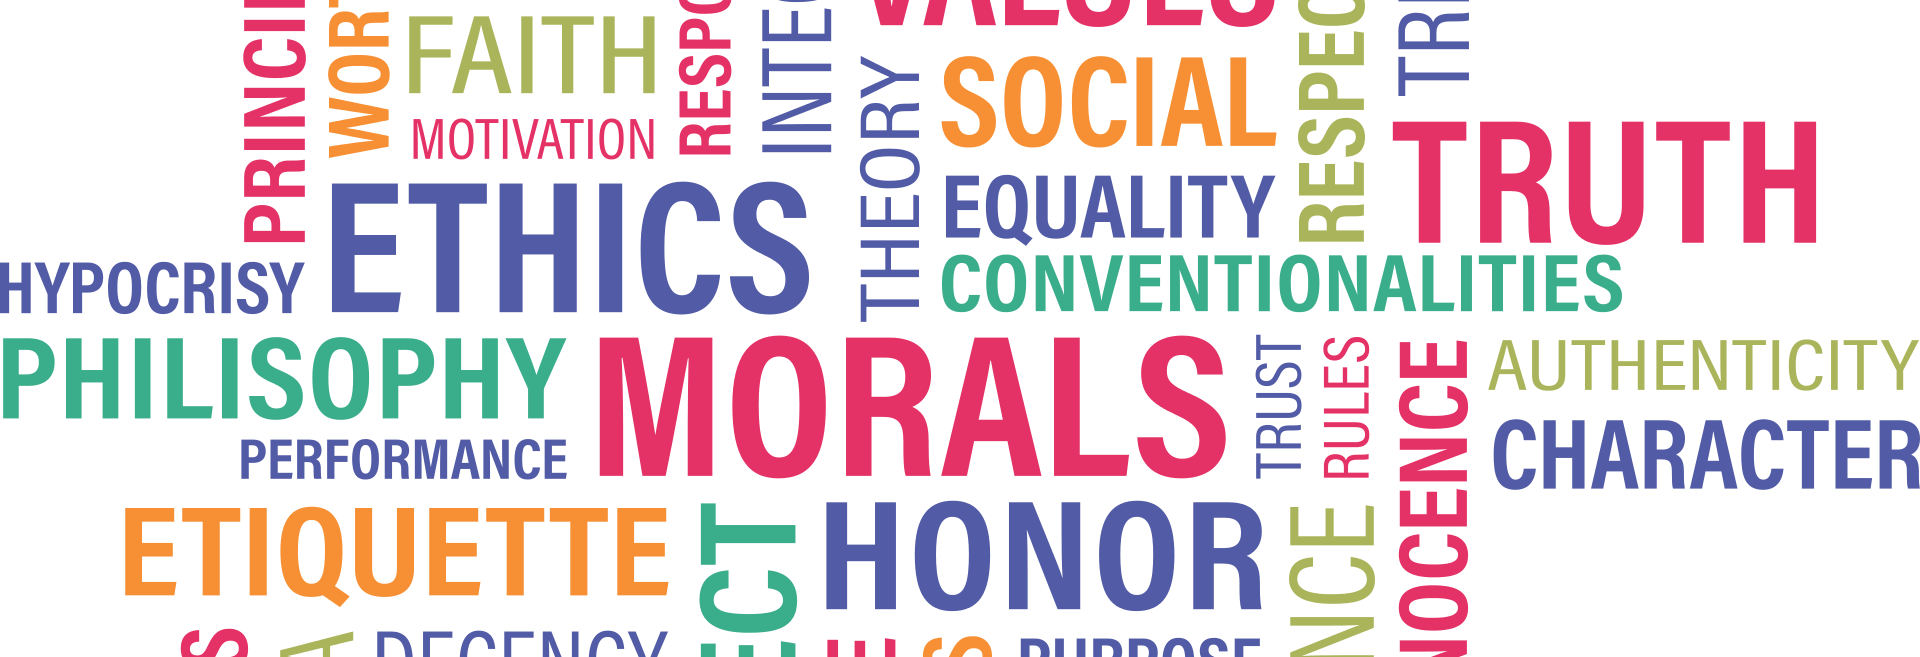 VALUES
FAITH
MOTIVATION
THEORY
SOCIAL
EQUALITY
TRUTH
HYPOCRISY
ETHICS
CONVENTIONALITIES
PHILISOPHY
MORALS
TRUST
RULES
AUTHENTICITY
CHARACTER
PERFORMANCE
ETIQUETTE
HONOR
NOCENCE
DECENCY
PURPOSE
PRINCI
WOR
RESPO
INTEG
RESPEC
TRI
ECT
NCE